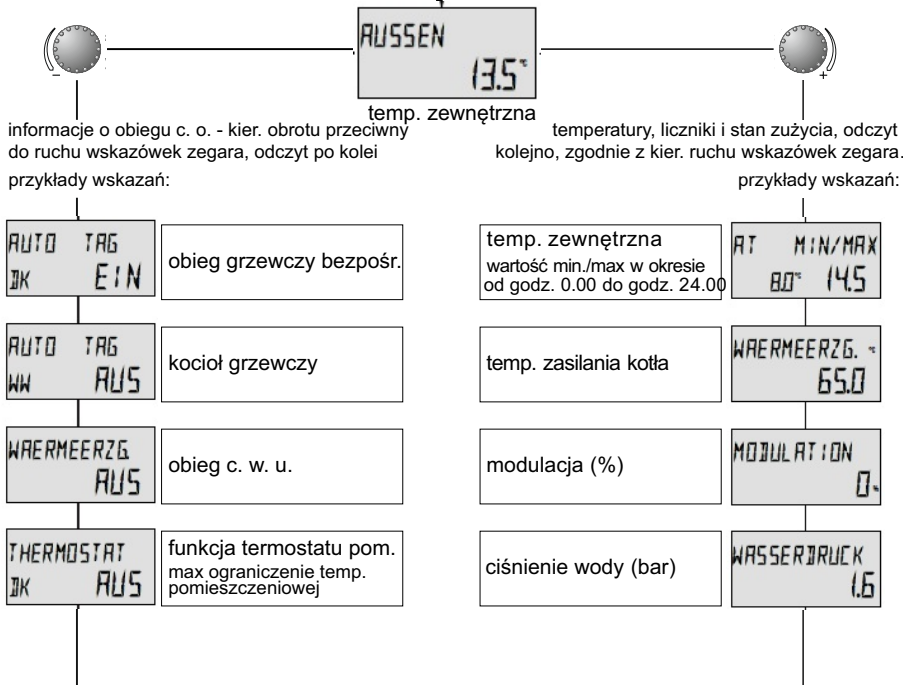 AUSSEN
13.5°
temp. zewnętrzna
-
+
informacje o obiegu c. o. - kier. obrotu przeciwny
do ruchu wskazówek zegara, odczyt po kolei
przykłady wskazań:
temperatury, liczniki i stan zużycia, odczyt
kolejno, zgodnie z kier. ruchu wskazówek zegara.
przykłady wskazań:
AUTO TAG
DK EIN
obieg grzewczy bezpośr.
AUTO TAG
WW AUS
kocioł grzewczy
WAERMEERZG.
AUS
obieg c. w. u.
THERMOSTAT
DK AUS
funkcja termostatu pom.
max ograniczenie temp.
pomieszczeniowej
temp. zewnętrzna
wartość min./max w okresie
od godz. 0.00 do godz. 24.00
AT MIN/MAX
8.0° 14.5
temp. zasilania kotła
WAERMEERZG. °C
65.0
modulacja (%)
MODULATION
0%
ciśnienie wody (bar)
WASSERDRUCK
1.6